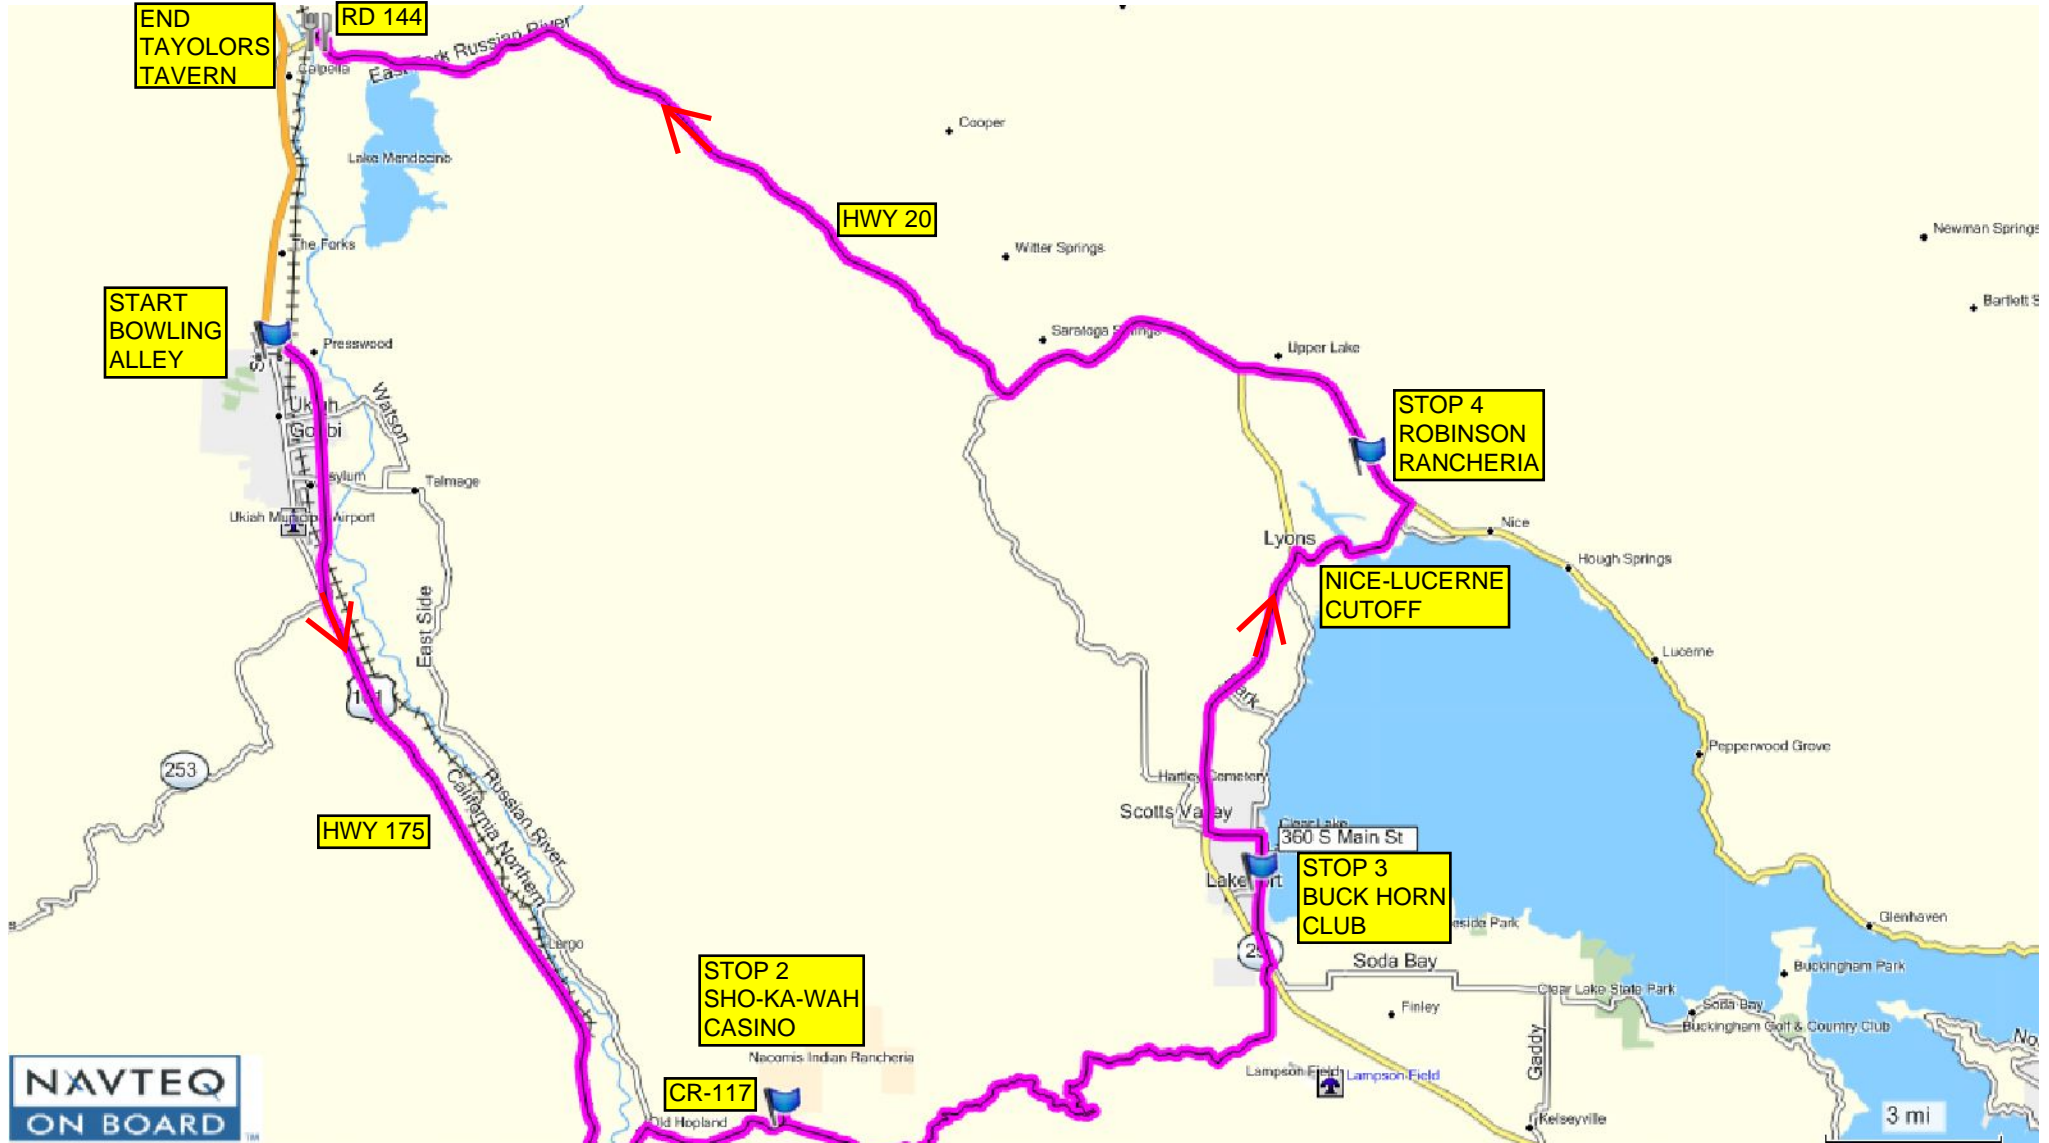 END
TAYOLORS
TAVERN
RD 144
East Fork Russian River
Calpella
Lake Mendocino
Cooper
HWY 20
Witter Springs
Newman Springs
The Forks
START
BOWLING
ALLEY
Presswood
Saratoga Springs
Upper Lake
Watson
Ukiah
STOP 4
ROBINSON
RANCHERIA
Talmage
Ukiah Municipal Airport
Nice
Lyons
Hough Springs
NICE-LUCERNE
CUTOFF
East Side
Lucerne
101
Pepperwood Grove
253
Hartley Cemetery
Scotts Valley
HWY 175
California Northern
Russian River
Clear Lake
360 S Main St
Lakeport
STOP 3
BUCK HORN
CLUB
Glenhaven
Largo
Soda Bay
Buckingham Park
STOP 2
SHO-KA-WAH
CASINO
Clear Lake State Park
Finley
Soda Bay
Buckingham Golf & Country Club
Gaddy
Nacomis Indian Rancheria
Lampson Field
Lampson Field
CR-117
Old Hopland
Kelseyville
NAVTEQ
ON BOARD
3 mi